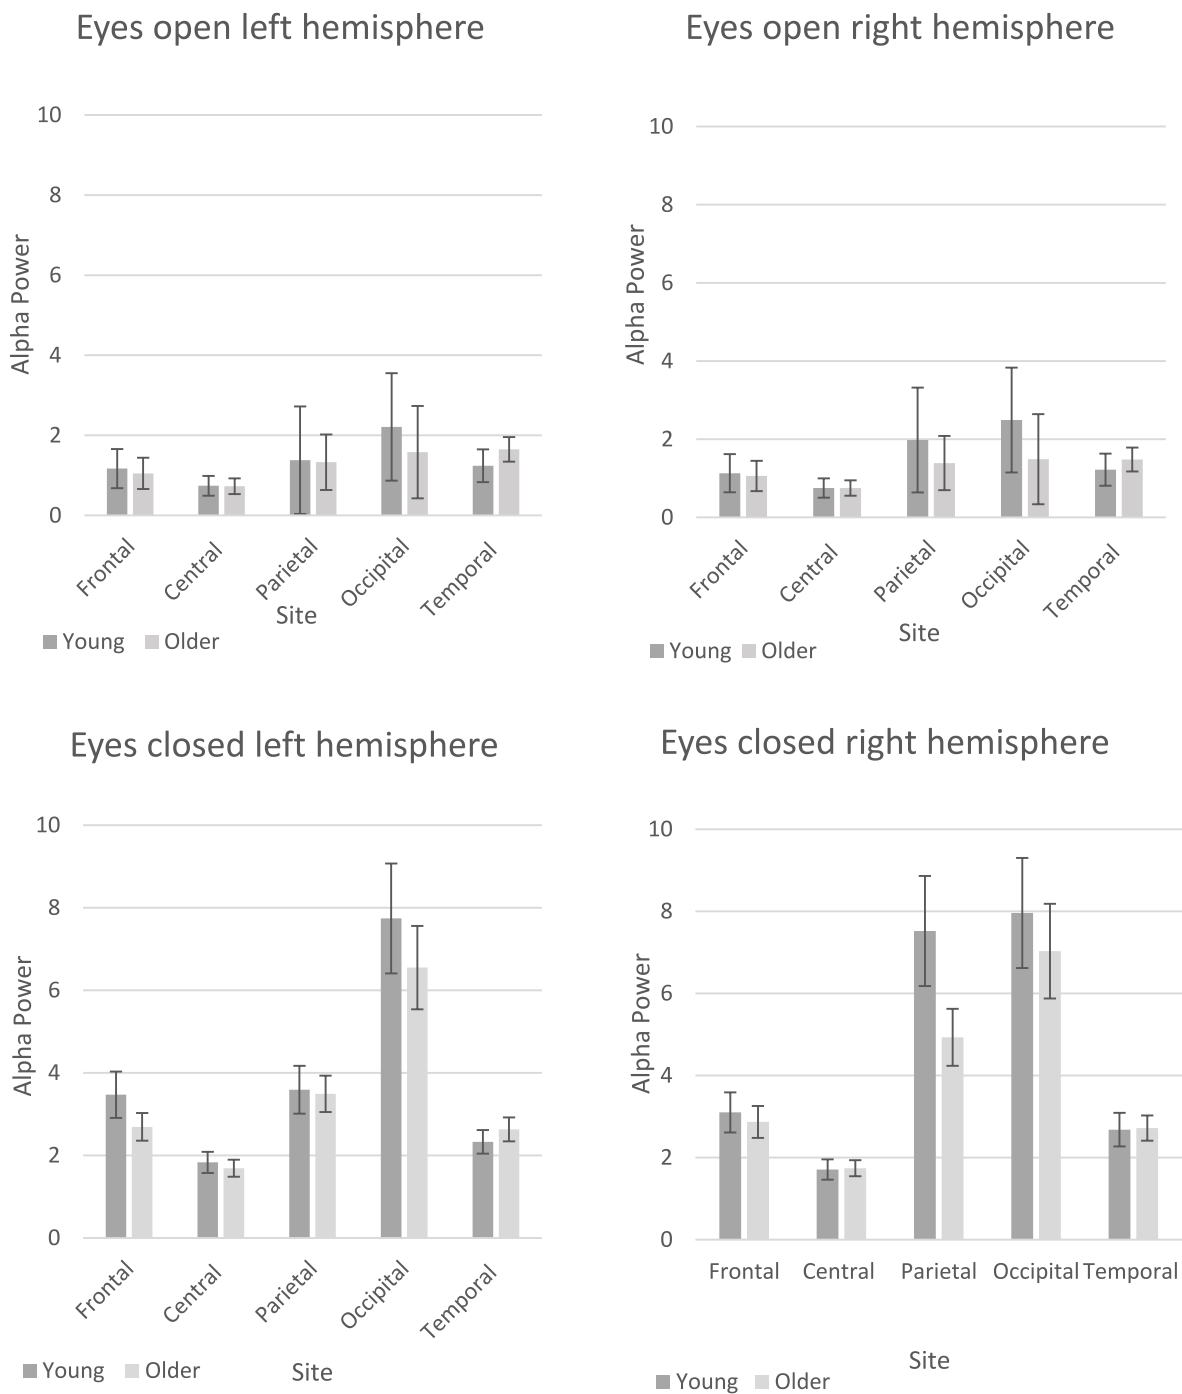 Eyes open left hemisphere
10
8
6
4
2
0
Alpha Power
Frontal
Central
Parietal
Occipital
Temporal
Site
Young
Older
Eyes open right hemisphere
10
8
6
4
2
0
Alpha Power
Frontal
Central
Parietal
Occipital
Temporal
Site
Young
Older
Eyes closed left hemisphere
10
8
6
4
2
0
Alpha Power
Frontal
Central
Parietal
Occipital
Temporal
Site
Young
Older
Eyes closed right hemisphere
10
8
6
4
2
0
Alpha Power
Frontal
Central
Parietal
Occipital
Temporal
Site
Young
Older